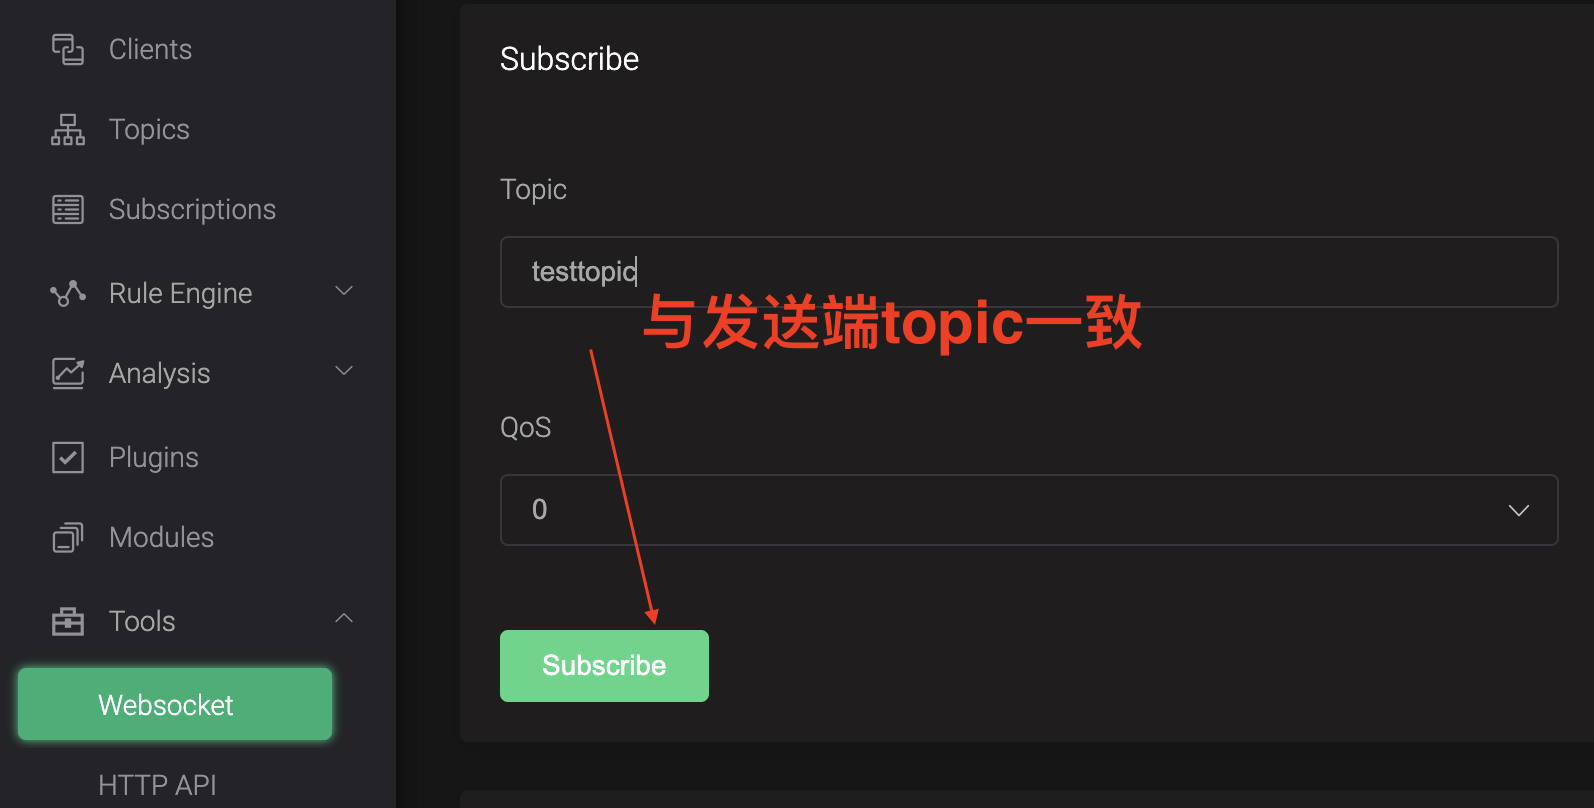 Clients
Topics
Subscriptions
Rule Engine
Analysis
Plugins
Modules
Tools
Websocket
HTTP API
Subscribe
Topic
testtopic
与发送端topic一致
QoS
0
Subscribe